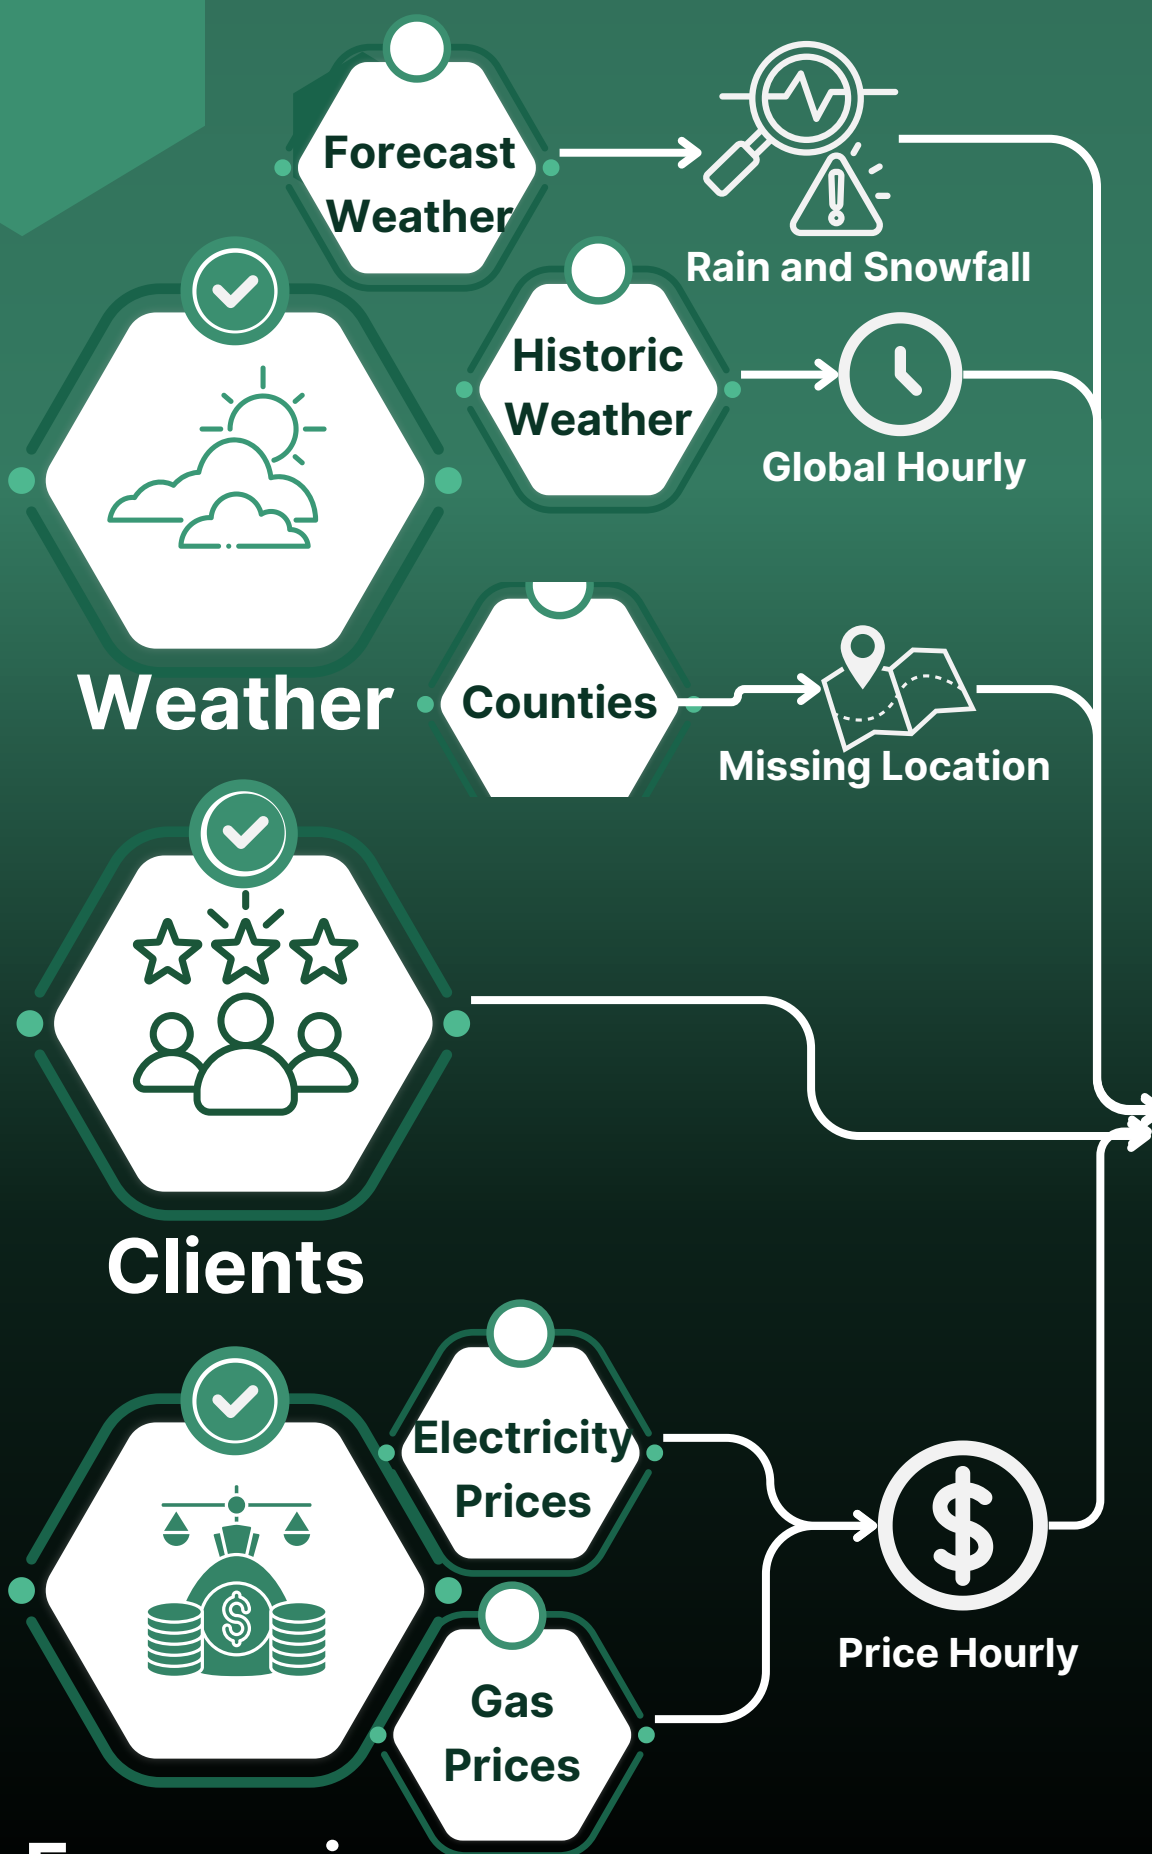 Forecast
Weather
Rain and Snowfall
Historic
Weather
Global Hourly
Weather
Counties
Missing Location
Clients
Electricity
Prices
Price Hourly
Gas
Prices